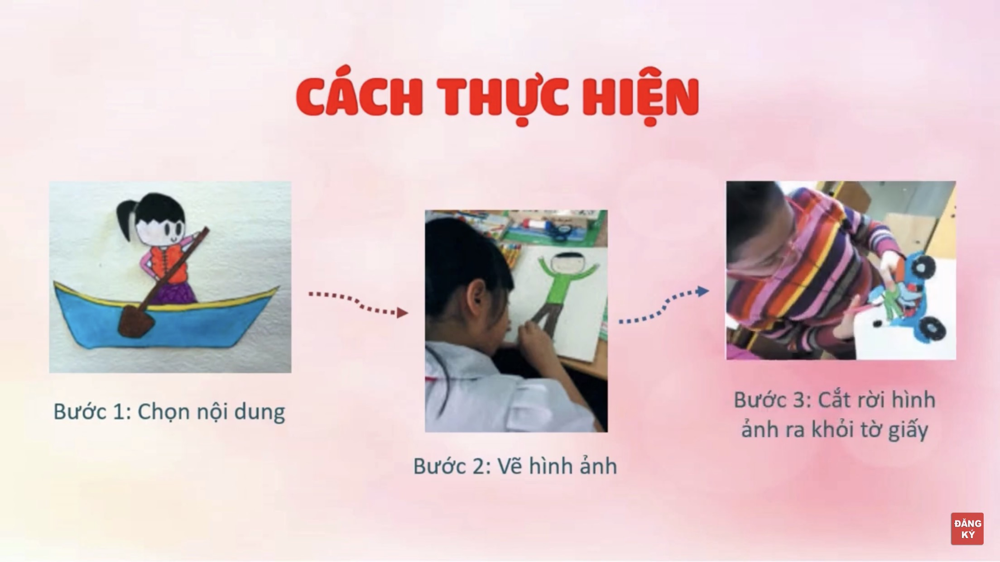 CÁCH THỰC HIỆN
Bước 1: Chọn nội dung
Bước 2: Vẽ hình ảnh
Bước 3: Cắt rời hình
ảnh ra khỏi tờ giấy
ĐĂNG
KÝ